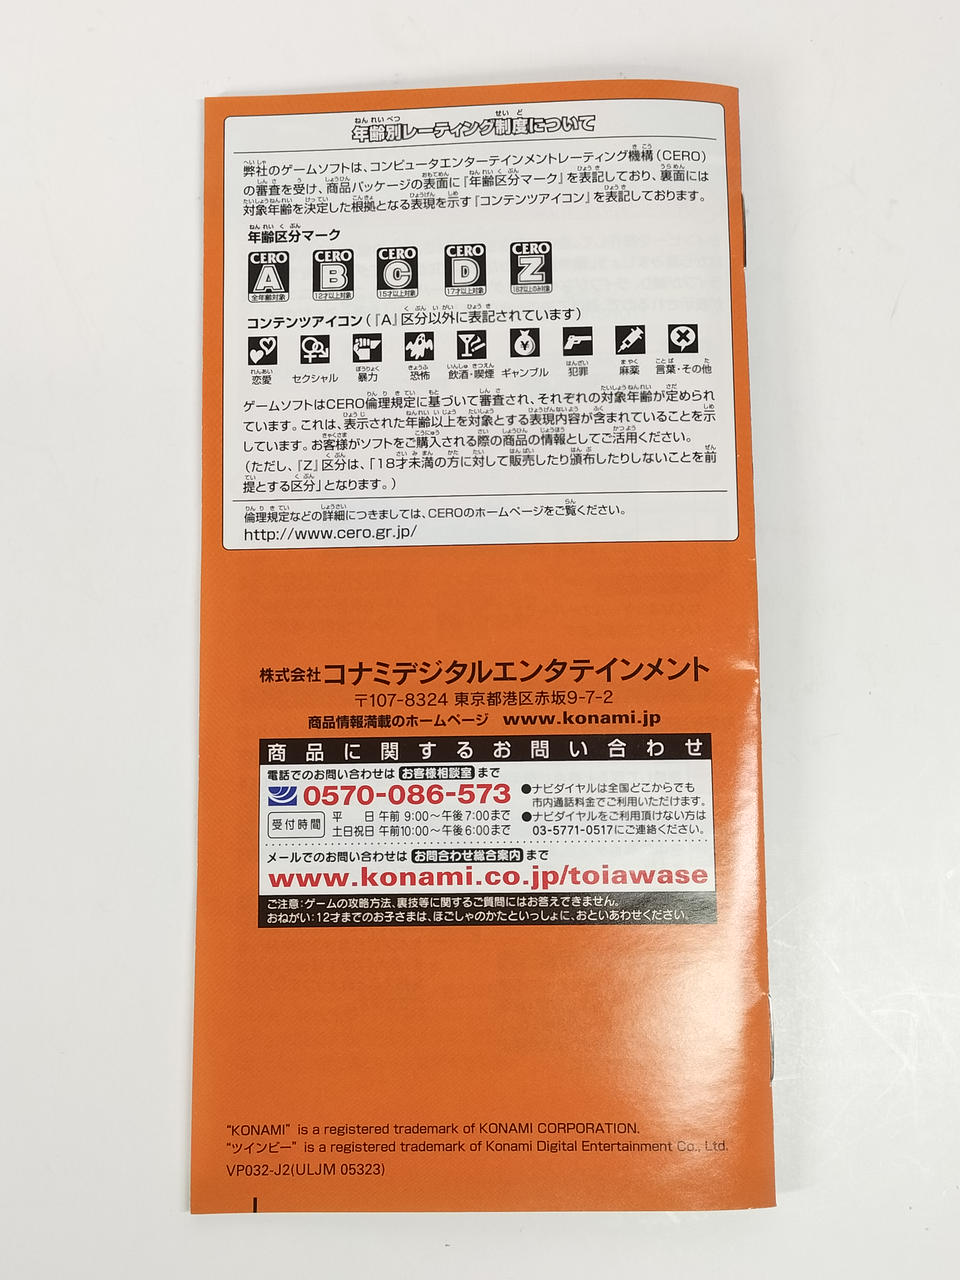 年齢別レーティング制度について
弊社のゲームソフトは、コンピュータエンターテインメントレーティング機構（CERO）
の審査を受け、商品パッケージの表面に『年齢区分マーク』を表記しており、裏面には
対象年齢を決定した根拠となる表現を示す『コンテンツアイコン』を表記しております。
年齢区分マーク
CERO A 全年齢対象
CERO B 12才以上対象
CERO C 15才以上対象
CERO D 17才以上対象
CERO Z 18才以上のみ対象
コンテンツアイコン（『A』区分以外に表記されています）
恋愛 セクシャル 暴力 恐怖 飲酒・喫煙 ギャンブル 犯罪 麻薬 言葉・その他
ゲームソフトはCERO倫理規定に基づいて審査され、それぞれの対象年齢が定められ
ています。これは、表示された年齢以上を対象とする表現内容が含まれていることを示
しています。お客様がソフトをご購入される際の商品の情報としてご活用ください。
（ただし、『Z』区分は、「18才未満の方に対して販売したり頒布したりしないことを前
提とする区分」となります。）
倫理規定などの詳細につきましては、CEROのホームページをご覧ください。
http://www.cero.gr.jp/
株式会社コナミデジタルエンタテインメント
〒107-8324 東京都港区赤坂9-7-2
商品情報満載のホームページ www.konami.jp
商品に関するお問い合わせ
電話でのお問い合わせは お客様相談室 まで
0570-086-573
受付時間 平 日 午前 9:00〜午後7:00まで
土日祝日 午前10:00〜午後6:00まで
●ナビダイヤルは全国どこからでも
市内通話料金でご利用いただけます。
●ナビダイヤルをご利用頂けない方は
03-5771-0517にご連絡ください。
メールでのお問い合わせは お問合わせ総合案内 まで
www.konami.co.jp/toiawase
ご注意：ゲームの攻略方法、裏技等に関するご質問にはお答えできません。
おねがい：12才までのお子さまは、ほごしゃのかたといっしょに、おといあわせください。
"KONAMI" is a registered trademark of KONAMI CORPORATION.
"ツインビー" is a registered trademark of Konami Digital Entertainment Co., Ltd.
VP032-J2(ULJM 05323)